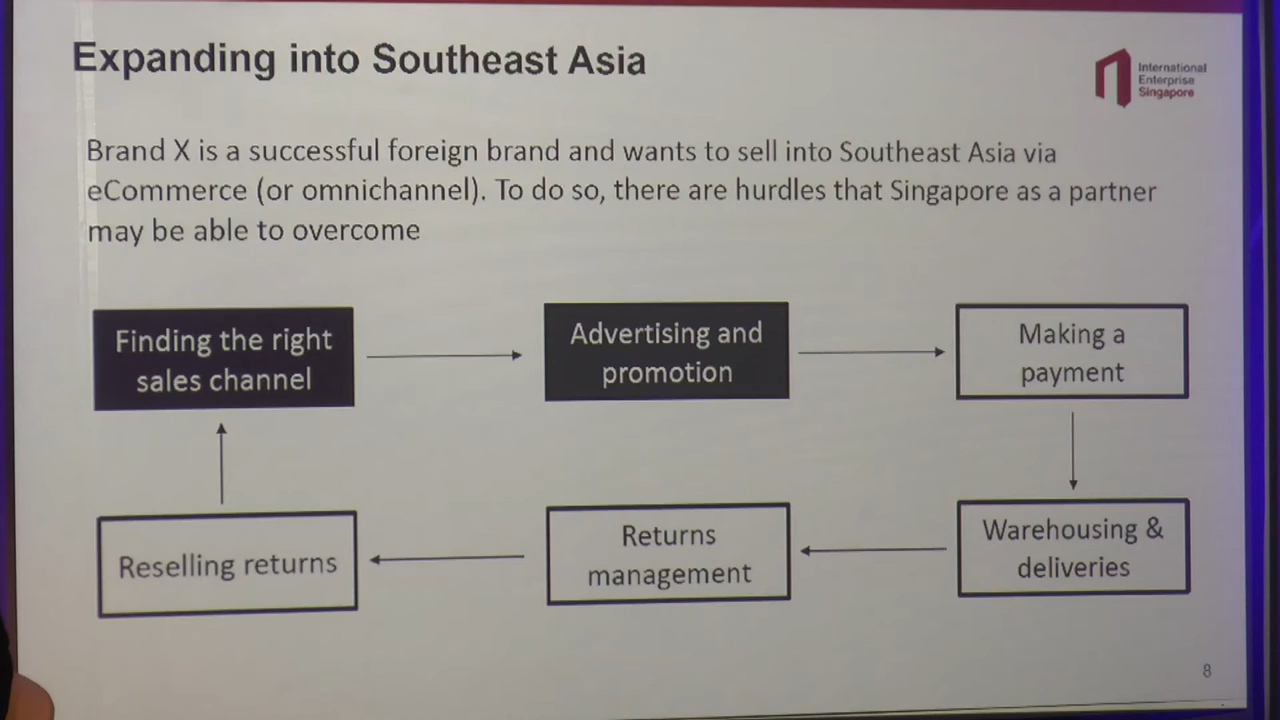 Expanding into Southeast Asia
International
Enterprise
Singapore
Brand X is a successful foreign brand and wants to sell into Southeast Asia via
eCommerce (or omnichannel). To do so, there are hurdles that Singapore as a partner
may be able to overcome
Finding the right
sales channel
Advertising and
promotion
Making a
payment
Reselling returns
Returns
management
Warehousing &
deliveries
8